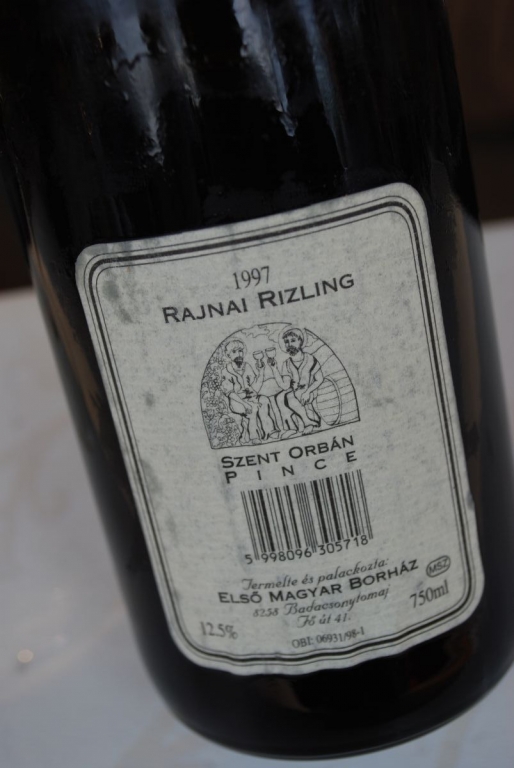 1997
RAJNAI RIZLING
SZENT ORBÁN
PINCE
5 998096 305718
Termelte és palackozta:
ELSŐ MAGYAR BORHÁZ
MSZ
8258 Badacsonytomaj
750ml
Fő út 41.
12.5%
OBI: 06931/98-1